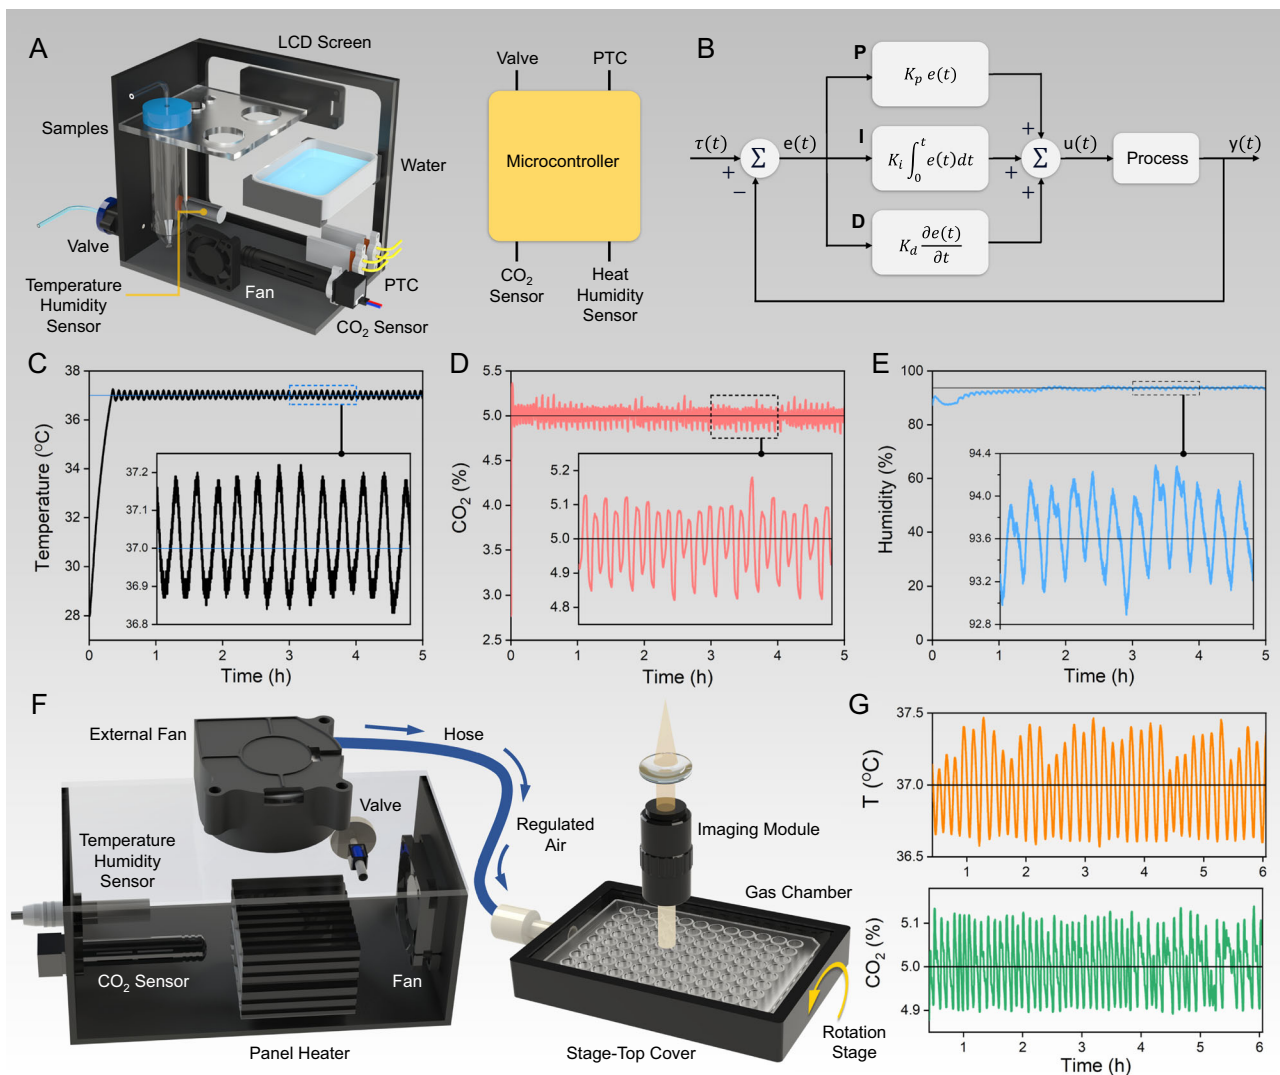 A
LCD Screen
Samples
Water
Valve
Temperature
Humidity
Sensor
Fan
PTC
CO2 Sensor
Valve
PTC
Microcontroller
CO2
Sensor
Heat
Humidity
Sensor
B
P
K_p e(t)
τ(t)
+
−
Σ
e(t)
I
K_i ∫_0^t e(t)dt
+
+
+
Σ
u(t)
Process
y(t)
D
K_d ∂e(t)/∂t
C
Temperature (°C)
38
36
34
32
30
28
37.2
37.1
37.0
36.9
36.8
0 1 2 3 4 5
Time (h)
D
CO2 (%)
5.5
5.0
4.5
4.0
3.5
3.0
2.5
5.2
5.1
5.0
4.9
4.8
0 1 2 3 4 5
Time (h)
E
Humidity (%)
100
80
60
40
20
0
94.4
94.0
93.6
93.2
92.8
0 1 2 3 4 5
Time (h)
F
External Fan
Hose
Valve
Temperature
Humidity
Sensor
Regulated
Air
Imaging Module
Gas Chamber
CO2 Sensor
Fan
Panel Heater
Stage-Top Cover
Rotation
Stage
G
T (°C)
37.5
37.0
36.5
1 2 3 4 5 6
CO2 (%)
5.1
5.0
4.9
1 2 3 4 5 6
Time (h)